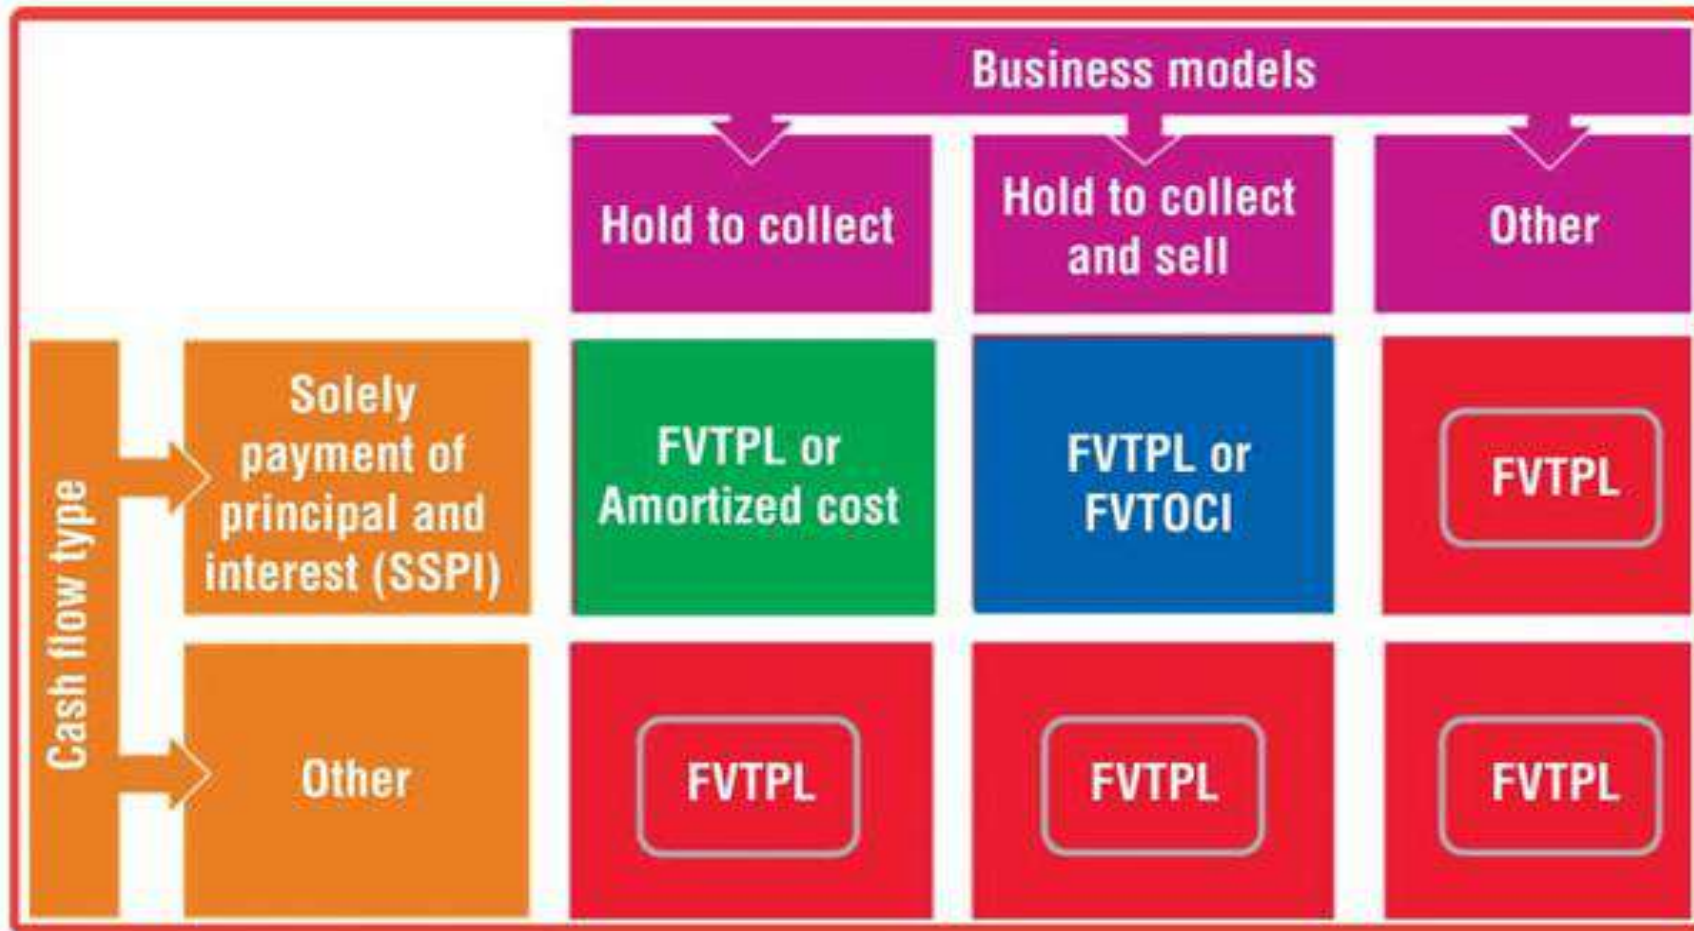 Business models
Hold to collect
Hold to collect
and sell
Other
Cash flow type
Solely
payment of
principal and
interest (SSPI)
FVTPL or
Amortized cost
FVTPL or
FVTOCI
FVTPL
Other
FVTPL
FVTPL
FVTPL